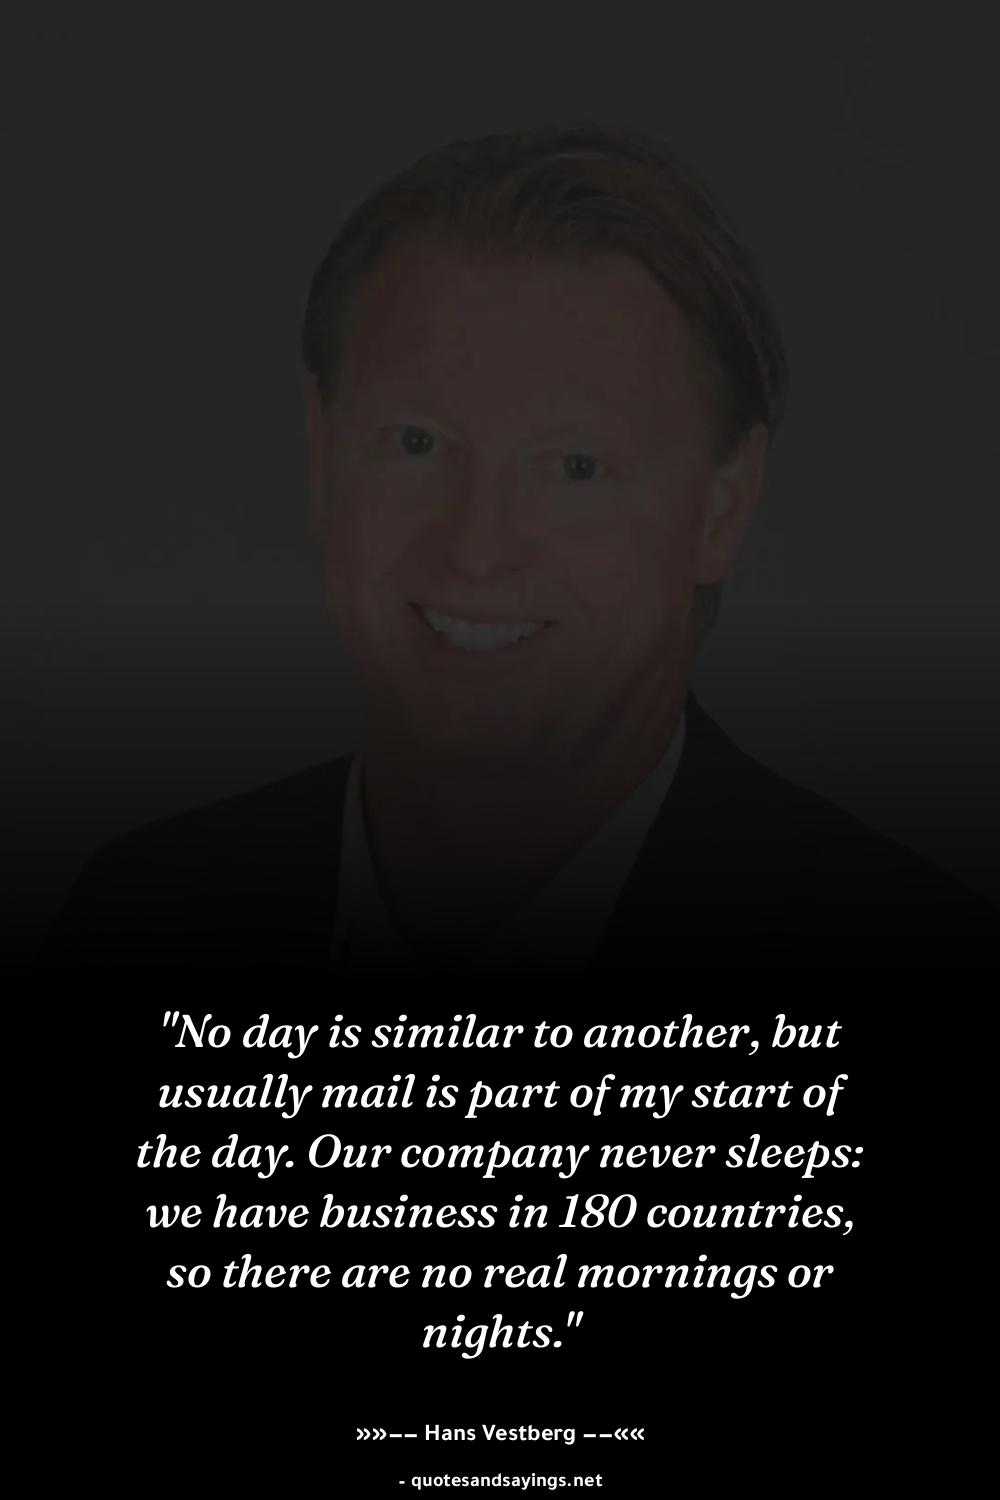 "No day is similar to another, but
usually mail is part of my start of
the day. Our company never sleeps:
we have business in 180 countries,
so there are no real mornings or
nights."
»»−− Hans Vestberg −−««
- quotesandsayings.net